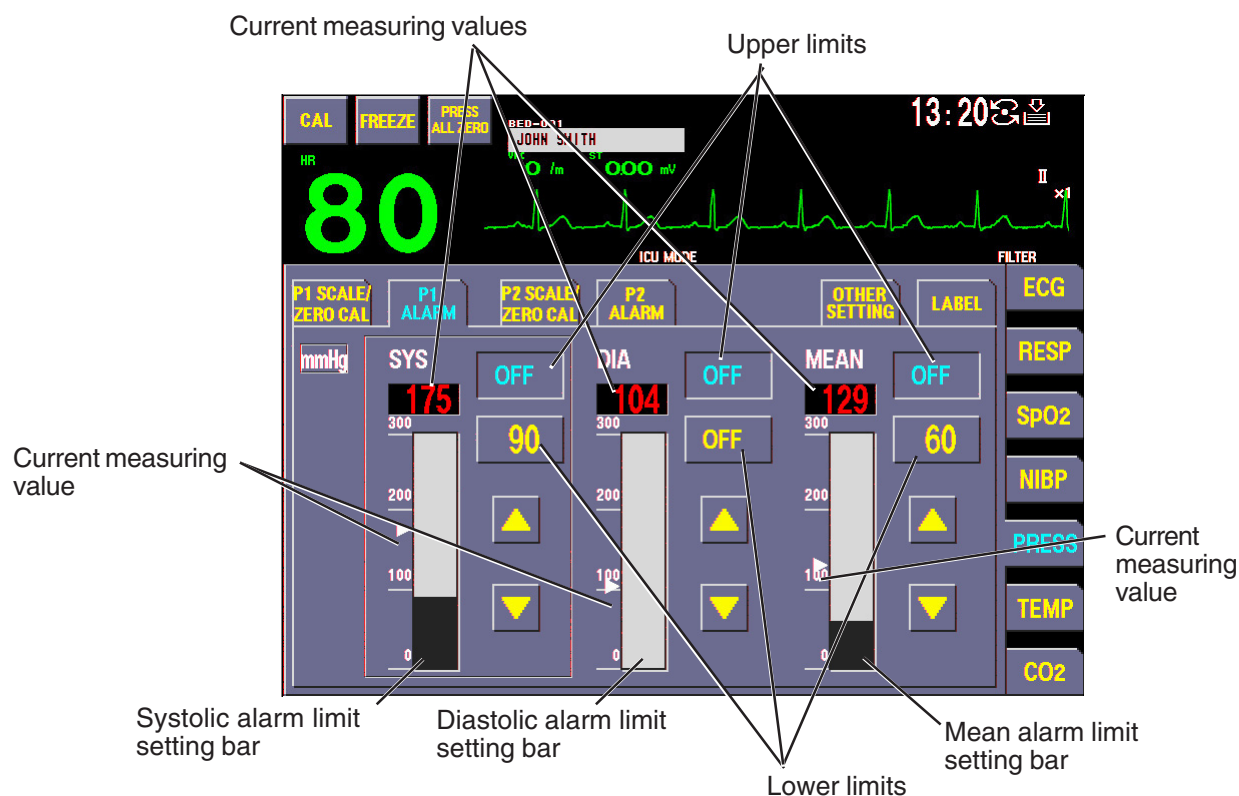 Current measuring values
Upper limits
CAL
FREEZE
PRESS
ALL ZERO
BED-001
JOHN SMITH
13:20
HR
80
VPC
0 /m
ST
0.00 mV
II
×1
ICU MODE
FILTER
P1 SCALE/
ZERO CAL
P1
ALARM
P2 SCALE/
ZERO CAL
P2
ALARM
OTHER
SETTING
LABEL
ECG
RESP
SpO2
NIBP
PRESS
TEMP
CO2
mmHg
SYS
175
OFF
90
300
200
100
0
DIA
104
OFF
OFF
300
200
100
0
MEAN
129
OFF
60
300
200
100
0
Current measuring
value
Current
measuring
value
Systolic alarm limit
setting bar
Diastolic alarm limit
setting bar
Mean alarm limit
setting bar
Lower limits